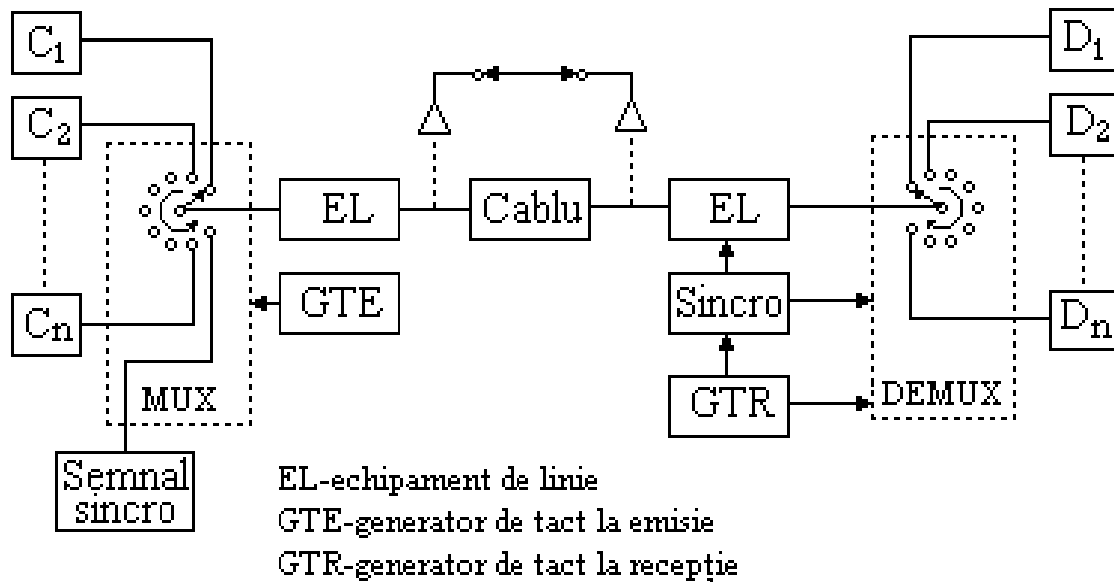 C1
D1
C2
D2
EL
Cablu
EL
GTE
Sincro
Cn
Dn
MUX
GTR
DEMUX
Semnal
sincro
EL-echipament de linie
GTE-generator de tact la emisie
GTR-generator de tact la recepție